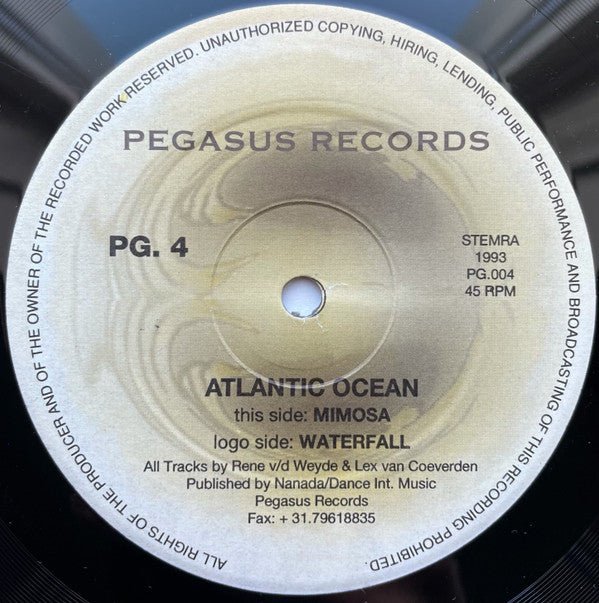 ALL RIGHTS OF THE PRODUCER AND OF THE OWNER OF THE RECORDED WORK RESERVED. UNAUTHORIZED COPYING, HIRING, LENDING, PUBLIC PERFORMANCE AND BROADCASTING OF THIS RECORDING PROHIBITED.
PEGASUS RECORDS
PG. 4
STEMRA
1993
PG.004
45 RPM
ATLANTIC OCEAN
this side: MIMOSA
logo side: WATERFALL
All Tracks by Rene v/d Weyde & Lex van Coeverden
Published by Nanada/Dance Int. Music
Pegasus Records
Fax: + 31.79618835